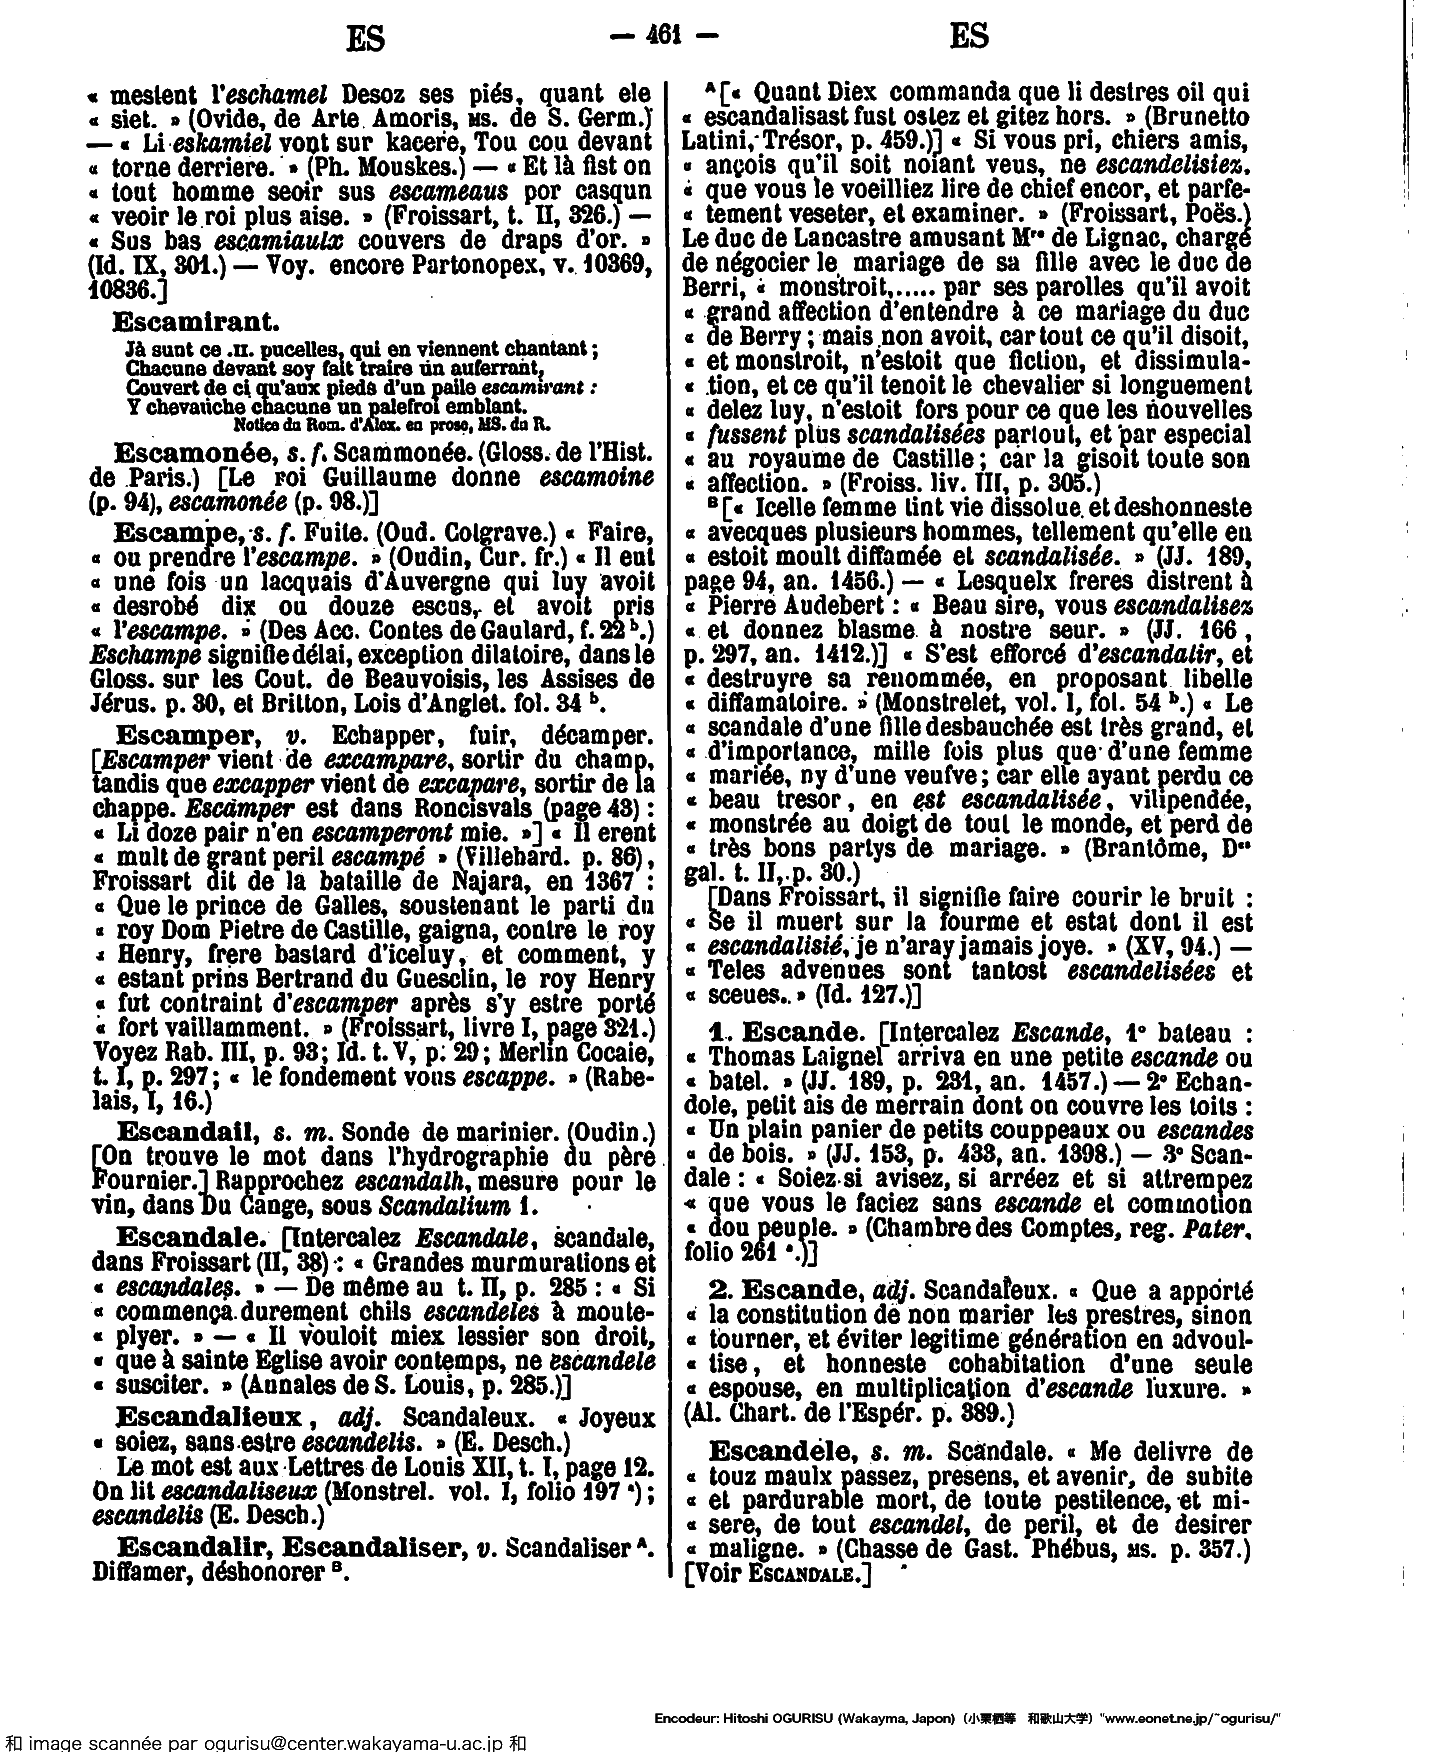 ES
— 461 —
ES
« mestent l'eschamel Desoz ses piés, quant ele
« siet. » (Ovide, de Arte Amoris, MS. de S. Germ.)
— « Li eskamiel vont sur kacere, Tou cou devant
« torne derriere. » (Ph. Mouskes.) — « Et là fist on
« tout homme seoir sus escameaus por casqun
« veoir le roi plus aise. » (Froissart, t. II, 326.) —
« Sus bas escamiaulx couvers de draps d'or. »
(Id. IX, 301.) — Voy. encore Partonopex, v. 10369,
10836.]
Escamirant.
Jà sunt ce .II. pucelles, qui en viennent chantant ;
Chacune devant soy fait traire un auferrant,
Couvert de ci qu'aux pieds d'un paile escamirant :
Y chevauche chacune un palefroi emblant.
Notice du Rom. d'Alex. en prose, MS. du R.
Escamonée, s. f. Scammonée. (Gloss. de l'Hist.
de Paris.) [Le roi Guillaume donne escamoine
(p. 94), escamonée (p. 98.)]
Escampe, s. f. Fuite. (Oud. Colgrave.) « Faire,
« ou prendre l'escampe. » (Oudin, Cur. fr.) « Il eut
« une fois un lacquais d'Auvergne qui luy avoit
« desrobé dix ou douze escus, et avoit pris
« l'escampe. » (Des Acc. Contes de Gaulard, f. 22 b.)
Eschampe signifie délai, exception dilatoire, dans le
Gloss. sur les Cout. de Beauvoisis, les Assises de
Jérus. p. 30, et Britton, Lois d'Anglet. fol. 34 b.
Escamper, v. Echapper, fuir, décamper.
[Escamper vient de excampare, sortir du champ,
tandis que excapper vient de excapare, sortir de la
chappe. Escamper est dans Roncisvals (page 43) :
« Li doze pair n'en escamperont mie. »] « Il erent
« mult de grant peril escampé » (Villehard. p. 86),
Froissart dit de la bataille de Najara, en 1367 :
« Que le prince de Galles, soustenant le parti du
« roy Dom Pietre de Castille, gaigna, contre le roy
« Henry, frere bastard d'iceluy, et comment, y
« estant prins Bertrand du Guesclin, le roy Henry
« fut contraint d'escamper après s'y estre porté
« fort vaillamment. » (Froissart, livre I, page 321.)
Voyez Rab. III, p. 93 ; Id. t. V, p. 29 ; Merlin Cocaie,
t. I, p. 297 ; « le fondement vous escappe. » (Rabe-
lais, I, 16.)
Escandail, s. m. Sonde de marinier. (Oudin.)
[On trouve le mot dans l'hydrographie du père
Fournier.] Rapprochez escandalh, mesure pour le
vin, dans Du Cange, sous Scandalium 1.
Escandale. [Intercalez Escandale, scandale,
dans Froissart (II, 38) : « Grandes murmurations et
« escandales. » — De même au t. II, p. 285 : « Si
« commença durement chils escandeles à moute-
« plyer. » — « Il vouloit miex lessier son droit,
« que à sainte Eglise avoir contemps, ne escandele
« susciter. » (Annales de S. Louis, p. 285.)]
Escandalieux, adj. Scandaleux. « Joyeux
« soiez, sans estre escandelis. » (E. Desch.)
Le mot est aux Lettres de Louis XII, t. I, page 12.
On lit escandaliseux (Monstrel. vol. I, folio 197 a) ;
escandelis (E. Desch.)
Escandalir, Escandaliser, v. Scandaliser A.
Diffamer, déshonorer B.
A [« Quant Diex commanda que li destres oil qui
« escandalisast fust ostez et gitez hors. » (Brunetto
Latini, Trésor, p. 459.)] « Si vous pri, chiers amis,
« ançois qu'il soit noiant veus, ne escandelisiez,
« que vous le voeilliez lire de chief encor, et parfe-
« tement veseter, et examiner. » (Froissart, Poës.)
Le duc de Lancastre amusant Mre de Lignac, chargé
de négocier le mariage de sa fille avec le duc de
Berri, « monstroit,..... par ses parolles qu'il avoit
« grand affection d'entendre à ce mariage du duc
« de Berry ; mais non avoit, car tout ce qu'il disoit,
« et monstroit, n'estoit que fiction, et dissimula-
« tion, et ce qu'il tenoit le chevalier si longuement
« delez luy, n'estoit fors pour ce que les nouvelles
« fussent plus scandalisées partout, et par especial
« au royaume de Castille ; car la gisoit toute son
« affection. » (Froiss. liv. III, p. 305.)
B [« Icelle femme tint vie dissolue et deshonneste
« avecques plusieurs hommes, tellement qu'elle en
« estoit moult diffamée et scandalisée. » (JJ. 189,
page 94, an. 1456.) — « Lesquelx freres distrent à
« Pierre Audebert : « Beau sire, vous escandalisez
« et donnez blasme à nostre seur. » (JJ. 166,
p. 297, an. 1412.)] « S'est efforcé d'escandalir, et
« destruyre sa renommée, en proposant libelle
« diffamatoire. » (Monstrelet, vol. I, fol. 54 b.) « Le
« scandale d'une fille desbauchée est très grand, et
« d'importance, mille fois plus que d'une femme
« mariée, ny d'une veufve ; car elle ayant perdu ce
« beau tresor, en est escandalisée, vilipendée,
« monstrée au doigt de tout le monde, et perd de
« très bons partys de mariage. » (Brantôme, Des
gal. t. II, p. 30.)
[Dans Froissart, il signifie faire courir le bruit :
« Se il muert sur la fourme et estat dont il est
« escandalisié, je n'aray jamais joye. » (XV, 94.) —
« Teles advenues sont tantost escandelisées et
« sceues. » (Id. 127.)]
1. Escande. [Intercalez Escande, 1° bateau :
« Thomas Laignel arriva en une petite escande ou
« batel. » (JJ. 189, p. 231, an. 1457.) — 2° Echan-
dole, petit ais de merrain dont on couvre les toits :
« Un plain panier de petits couppeaux ou escandes
« de bois. » (JJ. 153, p. 433, an. 1398.) — 3° Scan-
dale : « Soiez si avisez, si arréez et si attrempez
« que vous le faciez sans escande et commotion
« dou peuple. » (Chambre des Comptes, reg. Pater,
folio 261 a.)]
2. Escande, adj. Scandaleux. « Que a apporté
« la constitution de non marier les prestres, sinon
« tourner, et éviter legitime génération en advoul-
« tise, et honneste cohabitation d'une seule
« espouse, en multiplication d'escande luxure. »
(Al. Chart. de l'Espér. p. 389.)
Escandele, s. m. Scandale. « Me delivre de
« touz maulx passez, presens, et avenir, de subite
« et pardurable mort, de toute pestilence, et mi-
« sere, de tout escandel, de peril, et de desirer
« maligne. » (Chasse de Gast. Phébus, MS. p. 357.)
[Voir ESCANDALE.]
Encodeur: Hitoshi OGURISU (Wakayma, Japon) (小栗栖等 和歌山大学) "www.eonet.ne.jp/~ogurisu/"
和 image scannée par ogurisu@center.wakayama-u.ac.jp 和